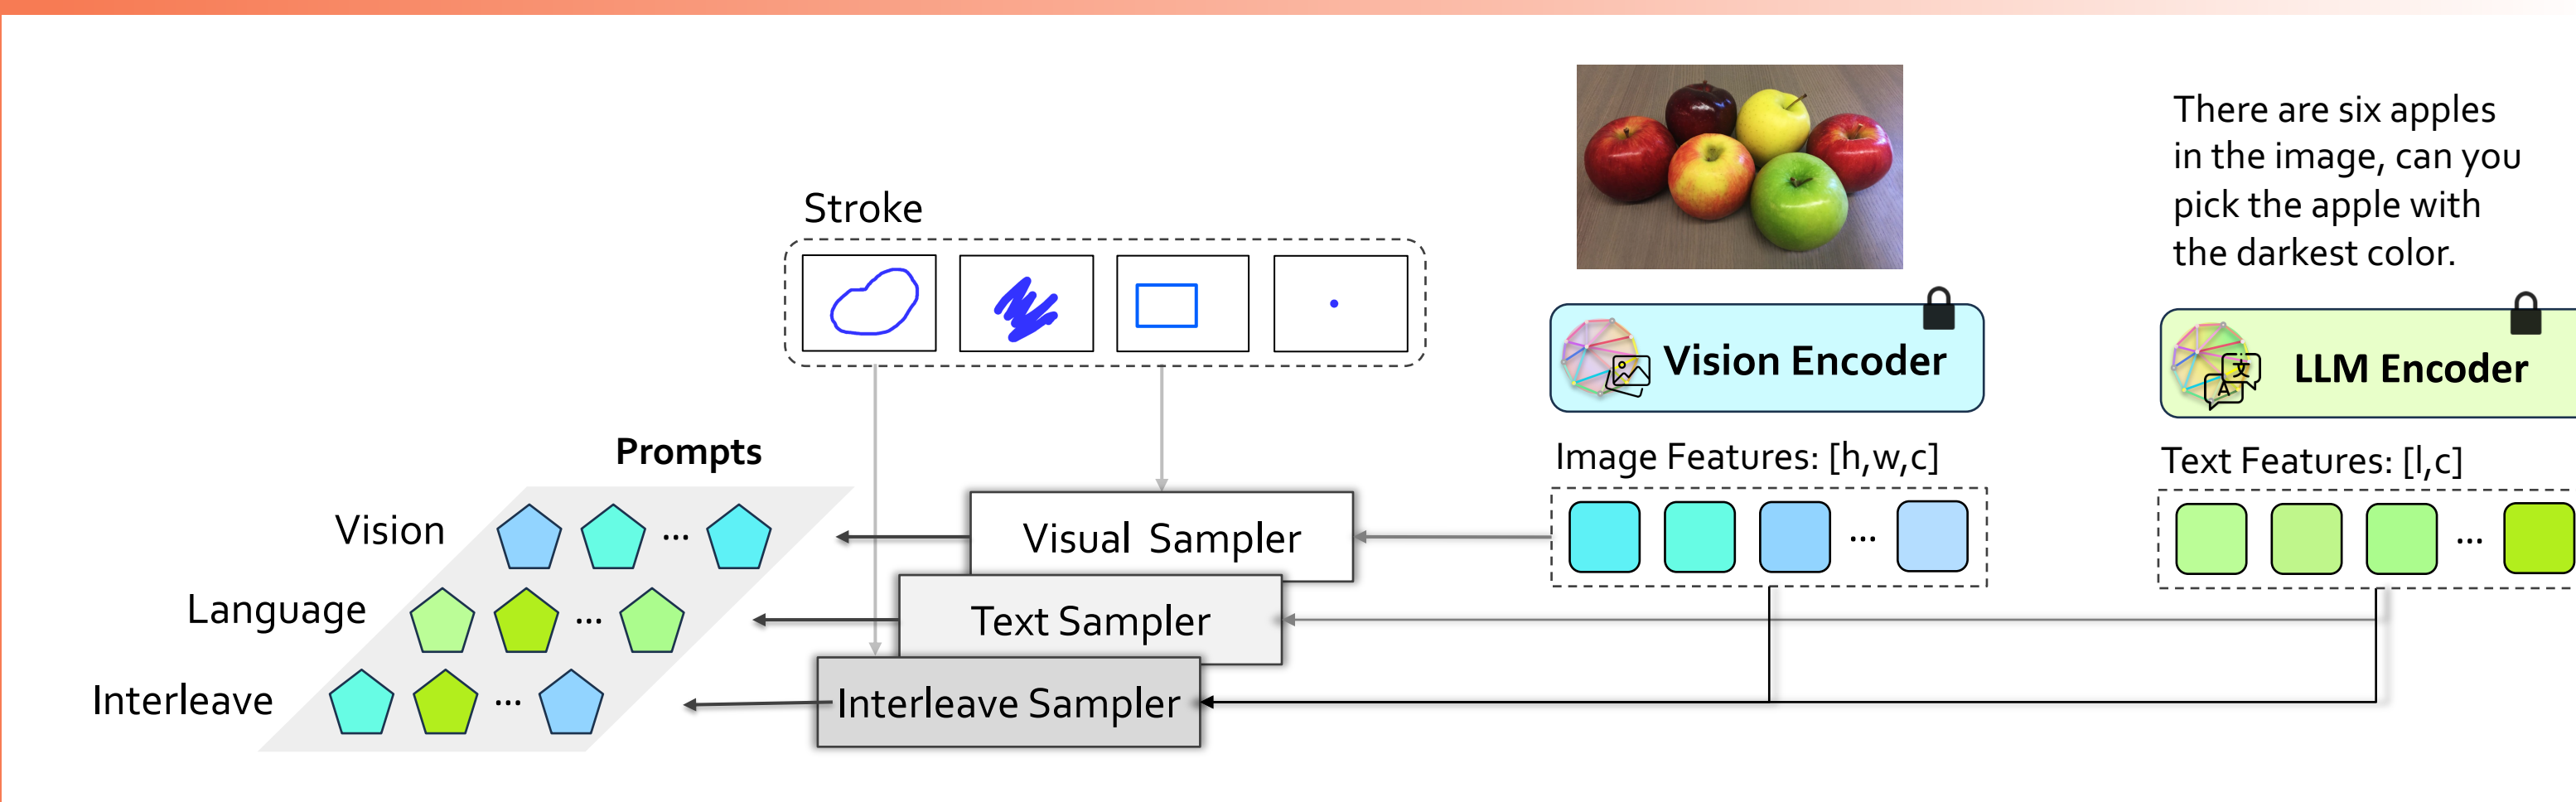 There are six apples
in the image, can you
pick the apple with
the darkest color.
Stroke
Vision Encoder
文
A
LLM Encoder
Prompts
Image Features: [h,w,c]
Text Features: [l,c]
Vision
...
Visual Sampler
...
...
Language
...
Text Sampler
Interleave
...
Interleave Sampler